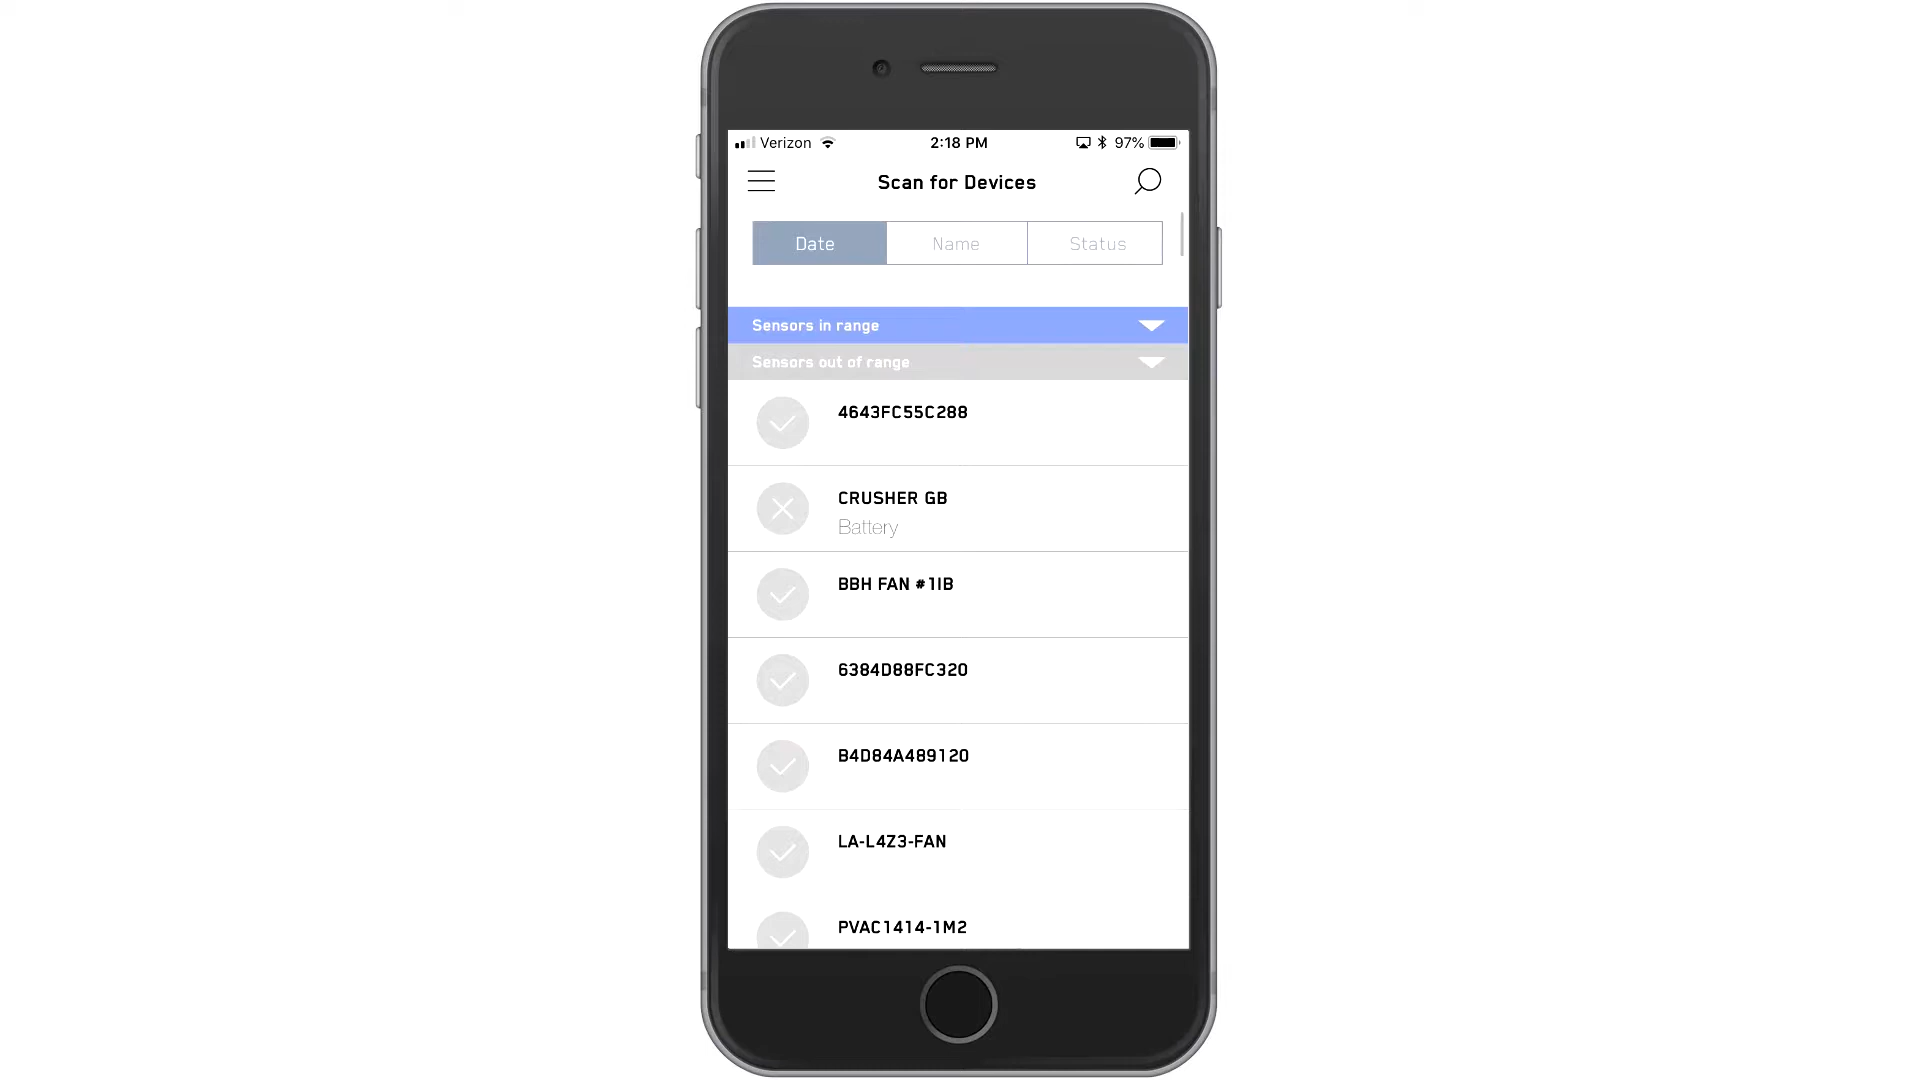 Verizon 2:18 PM 97%
Scan for Devices
Date Name Status
Sensors in range
Sensors out of range
4643FC55C288
CRUSHER GB
Battery
BBH FAN #1IB
6384D88FC320
B4D84A489120
LA-L4Z3-FAN
PVAC1414-1M2